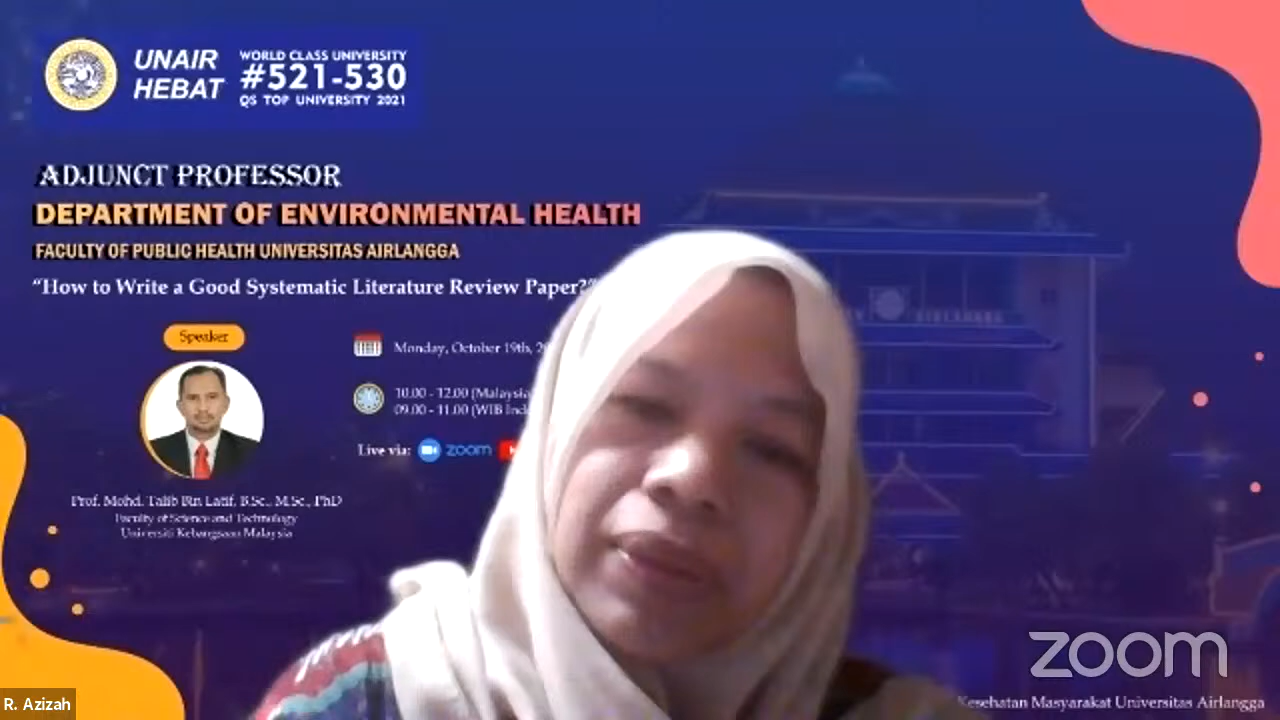 UNAIR
HEBAT
WORLD CLASS UNIVERSITY
#521-530
QS TOP UNIVERSITY 2021
ADJUNCT PROFESSOR
DEPARTMENT OF ENVIRONMENTAL HEALTH
FACULTY OF PUBLIC HEALTH UNIVERSITAS AIRLANGGA
“How to Write a Good Systematic Literature Review Paper?”
Speaker
Monday, October 19th,
10.00 - 12.00 (Malaysia
09.00 - 11.00 (WIB
Live via: zoom
Prof. Mohd. Talib Bin Latif, B.Sc., M.Sc., PhD
Faculty of Science and Technology
Universiti Kebangsaan Malaysia
AIRLANGGA
zoom
Kesehatan Masyarakat Universitas Airlangga
R. Azizah